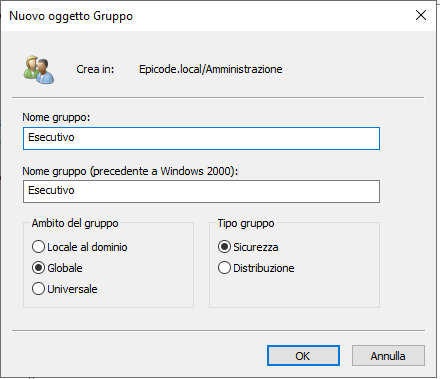 Nuovo oggetto Gruppo
Crea in: Epicode.local/Amministrazione
Nome gruppo:
Esecutivo
Nome gruppo (precedente a Windows 2000):
Esecutivo
Ambito del gruppo
Locale al dominio
Globale
Universale
Tipo gruppo
Sicurezza
Distribuzione
OK
Annulla